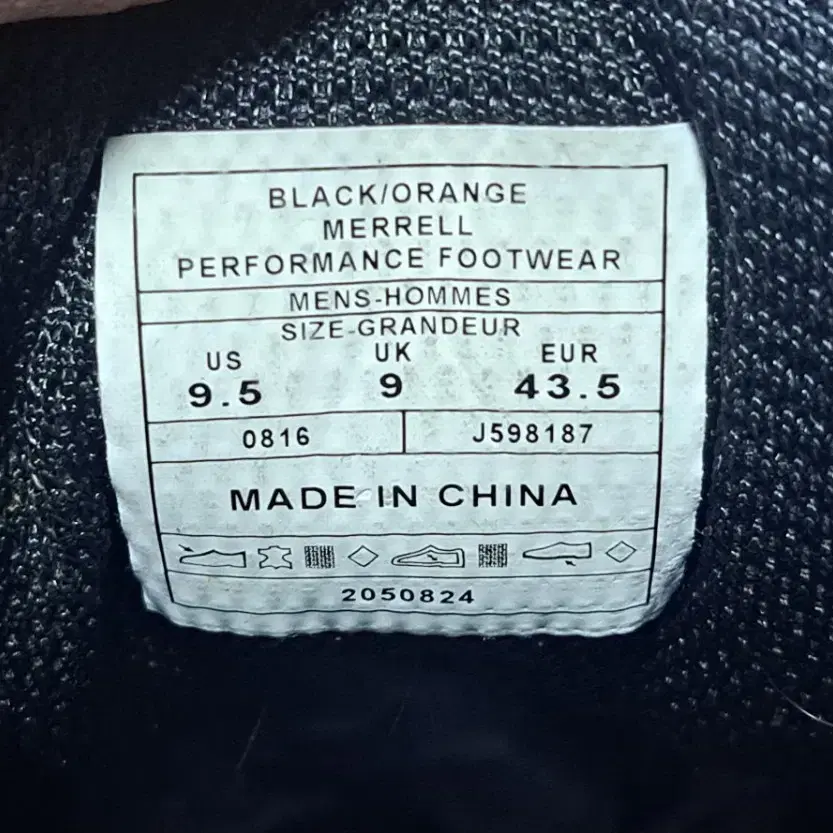 BLACK/ORANGE
MERRELL
PERFORMANCE FOOTWEAR
MENS-HOMMES
SIZE-GRANDEUR
US UK EUR
9.5 9 43.5
0816 J598187
MADE IN CHINA
2050824